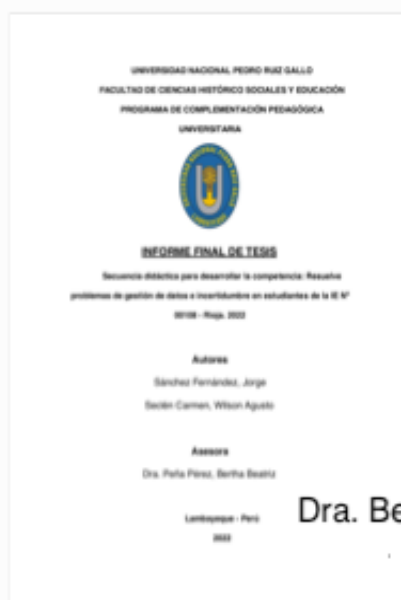 UNIVERSIDAD NACIONAL PEDRO RUIZ GALLO
FACULTAD DE CIENCIAS HISTÓRICO SOCIALES Y EDUCACIÓN
PROGRAMA DE COMPLEMENTACIÓN PEDAGÓGICA
UNIVERSITARIA
INFORME FINAL DE TESIS
Secuencia didáctica para desarrollar la competencia: Resuelve
problemas de gestión de datos e incertidumbre en estudiantes de la IE N°
00108 - Rioja. 2022
Autores
Sánchez Fernández, Jorge
Seclén Carmen, Wilson Agusto
Asesora
Dra. Peña Pérez, Bertha Beatriz
Lambayeque - Perú
2022
Dra. Be